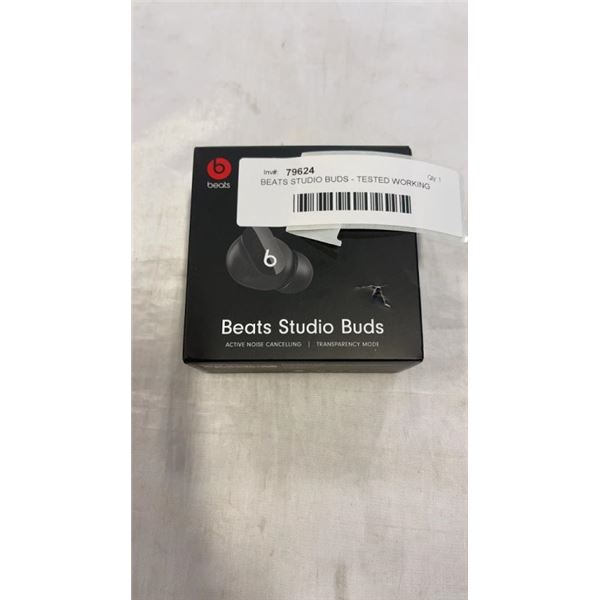 beats
Inv#: 79624
Qty: 1
BEATS STUDIO BUDS - TESTED WORKING
b
Beats Studio Buds
ACTIVE NOISE CANCELLING | TRANSPARENCY MODE